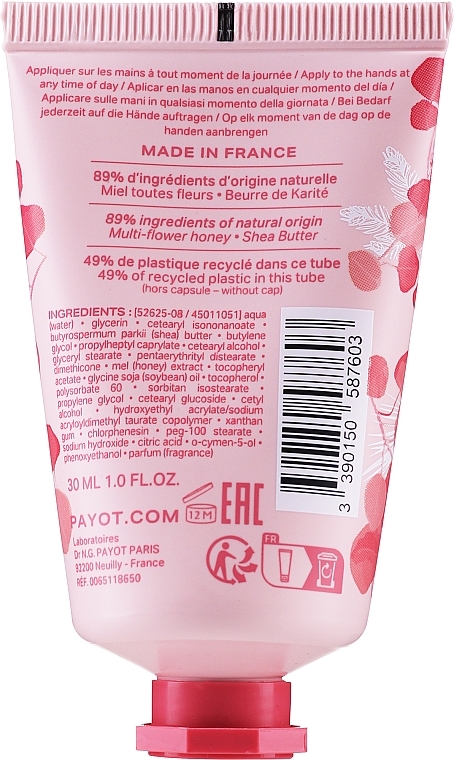 Appliquer sur les mains à tout moment de la journée / Apply to the hands at
any time of day / Aplicar en las manos en cualquier momento del día /
Applicare sulle mani in qualsiasi momento della giornata / Bei Bedarf
jederzeit auf die Hände auftragen / Op elk moment van de dag op de
handen aanbrengen
MADE IN FRANCE
89% d'ingrédients d'origine naturelle
Miel toutes fleurs • Beurre de Karité
89% ingredients of natural origin
Multi-flower honey • Shea Butter
49% de plastique recyclé dans ce tube
49% of recycled plastic in this tube
(hors capsule – without cap)
INGREDIENTS : [52625-08 / 45011051] aqua
(water) • glycerin • cetearyl isononanoate •
butyrospermum parkii (shea) butter • butylene
glycol • propylheptyl caprylate • cetearyl alcohol •
glyceryl stearate • pentaerythrityl distearate •
dimethicone • mel (honey) extract • tocopheryl
acetate • glycine soja (soybean) oil • tocopherol •
polysorbate 60 • sorbitan isostearate •
propylene glycol • cetearyl glucoside • cetyl
alcohol • hydroxyethyl acrylate/sodium
acryloyldimethyl taurate copolymer • xanthan
gum • chlorphenesin • peg-100 stearate •
sodium hydroxide • citric acid • o-cymen-5-ol •
phenoxyethanol • parfum (fragrance)
3 390150 587603
30 ML 1.0 FL.OZ.
PAYOT.COM
12 M
EAC
Laboratoires
Dr N.G. PAYOT PARIS
92200 Neuilly - France
RÉF. 0065118650
FR